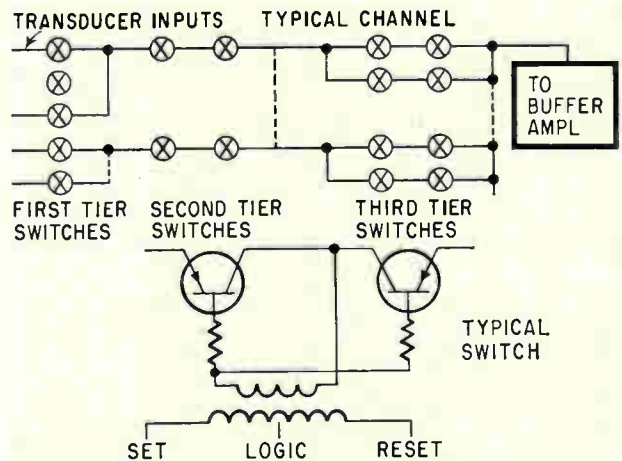 TRANSDUCER INPUTS
TYPICAL CHANNEL
TO
BUFFER
AMPL
FIRST TIER
SWITCHES
SECOND TIER
SWITCHES
THIRD TIER
SWITCHES
TYPICAL
SWITCH
SET
LOGIC
RESET